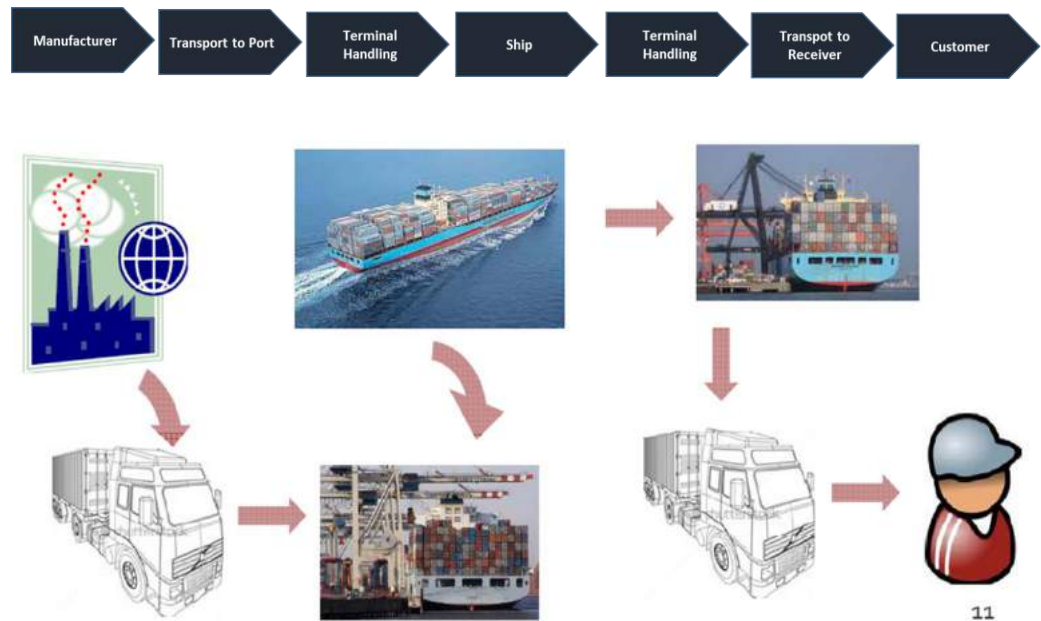 Manufacturer
Transport to Port
Terminal
Handling
Ship
Terminal
Handling
Transpot to
Receiver
Customer
11